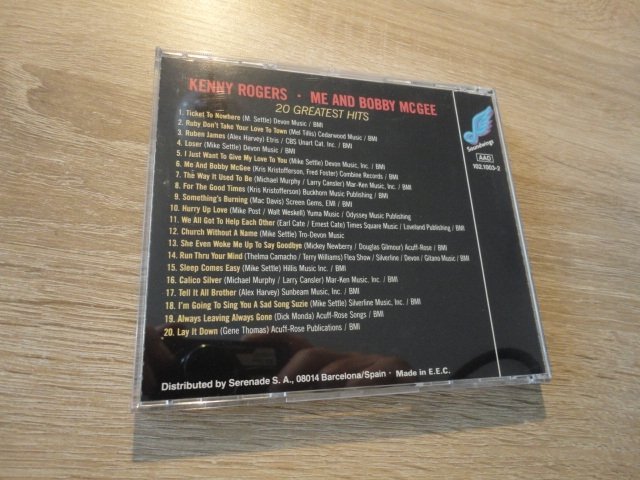 KENNY ROGERS · ME AND BOBBY MCGEE
20 GREATEST HITS
1. Ticket To Nowhere (M. Settle) Devon Music / BMI
2. Ruby Don't Take Your Love To Town (Mel Tillis) Cedarwood Music / BMI
3. Ruben James (Alex Harvey) Etris / CBS Unart Cat. Inc. / BMI
4. Loser (Mike Settle) Devon Music / BMI
5. I Just Want To Give My Love To You (Mike Settle) Devon Music, Inc. / BMI
6. Me And Bobby McGee (Kris Kristofferson, Fred Foster) Combine Records / BMI
7. The Way It Used To Be (Michael Murphy / Larry Cansler) Mar-Ken Music, Inc. / BMI
8. For The Good Times (Kris Kristofferson) Buckhorn Music Publishing / BMI
9. Something's Burning (Mac Davis) Screen Gems, EMI / BMI
10. Hurry Up Love (Mike Post / Walt Weskell) Yuma Music / Odyssey Music Publishing
11. We All Got To Help Each Other (Earl Cate / Ernest Cate) Times Square Music / Loveland Publishing / BMI
12. Church Without A Name (Mike Settle) Tro-Devon Music
13. She Even Woke Me Up To Say Goodbye (Mickey Newberry / Douglas Gilmour) Acuff-Rose / BMI
14. Run Thru Your Mind (Thelma Camacho / Terry Williams) Flea Show / Silverline / Devon / Gitano Music / BMI
15. Sleep Comes Easy (Mike Settle) Hillis Music Inc. / BMI
16. Calico Silver (Michael Murphy / Larry Cansler) Mar-Ken Music. Inc. / BMI
17. Tell It All Brother (Alex Harvey) Sunbeam Music, Inc. / BMI
18. I'm Going To Sing You A Sad Song Suzie (Mike Settle) Silverline Music, Inc. / BMI
19. Always Leaving Always Gone (Dick Monda) Acuff-Rose Songs / BMI
20. Lay It Down (Gene Thomas) Acuff-Rose Publications / BMI
Distributed by Serenade S. A., 08014 Barcelona/Spain · Made in E.E.C.
Soundwings
AAD
102.1003-2